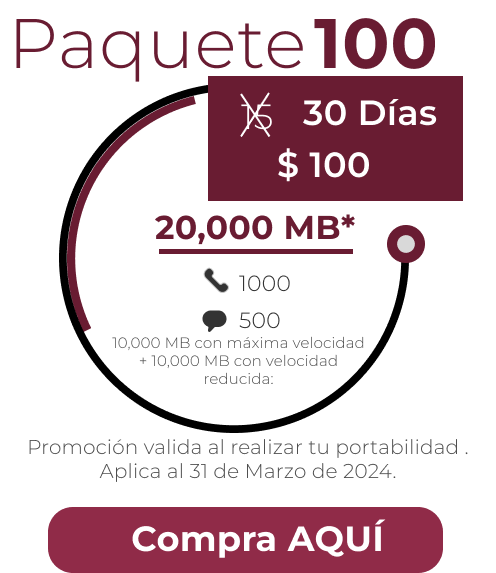 Paquete 100
30 Días
$ 100
20,000 MB*
1000
500
10,000 MB con máxima velocidad
+ 10,000 MB con velocidad
reducida:
Promoción valida al realizar tu portabilidad .
Aplica al 31 de Marzo de 2024.
Compra AQUÍ